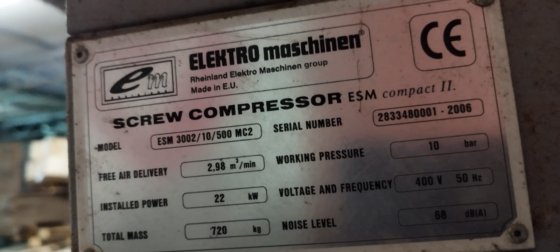 em
ELEKTRO maschinen
Rheinland Elektro Maschinen group
Made in E.U.
CE
SCREW COMPRESSOR ESM compact II.
MODEL ESM 3002/10/500 MC2 SERIAL NUMBER 2833480001 - 2006
FREE AIR DELIVERY 2,98 m³/min WORKING PRESSURE 10 bar
INSTALLED POWER 22 kW VOLTAGE AND FREQUENCY 400 V 50 Hz
TOTAL MASS 720 kg NOISE LEVEL 68 dB(A)